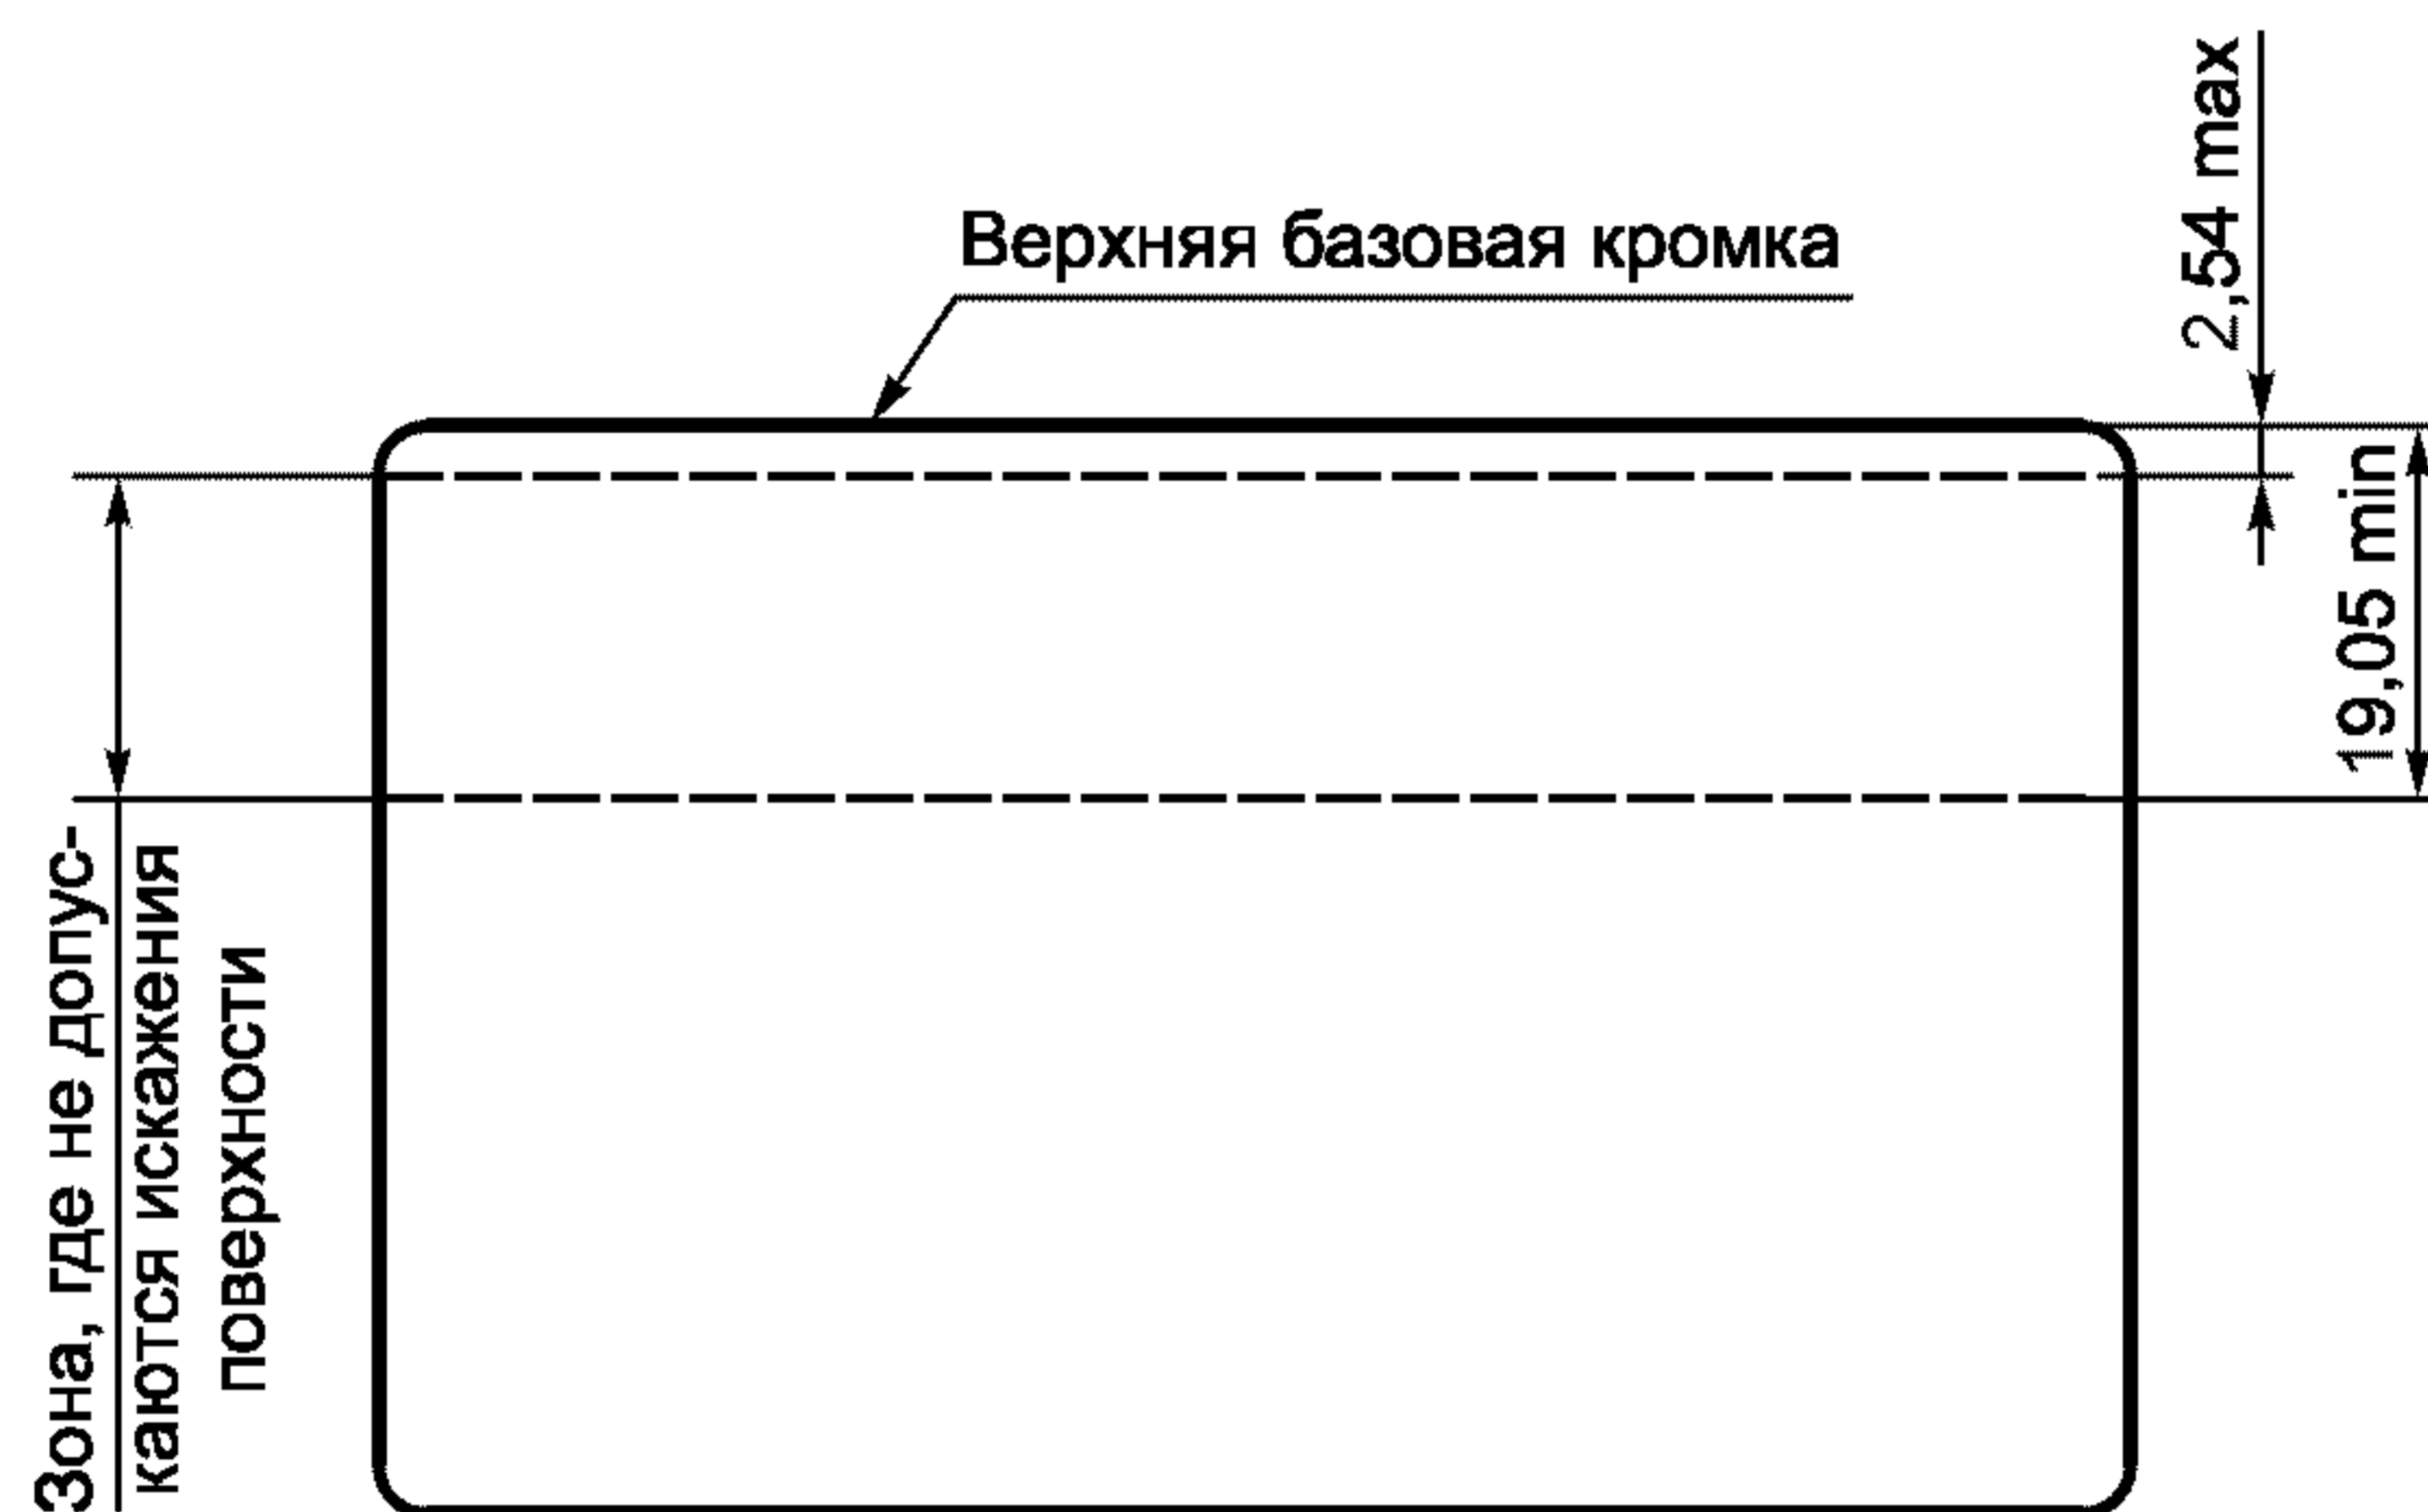 Верхняя базовая кромка
2,54 max
19,05 min
Зона, где не допус-
каются искажения
поверхности